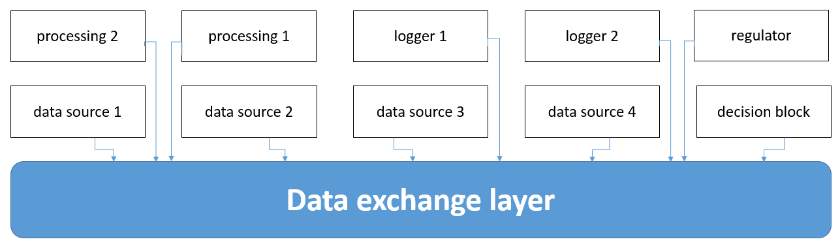 processing 2
processing 1
logger 1
logger 2
regulator
data source 1
data source 2
data source 3
data source 4
decision block
Data exchange layer